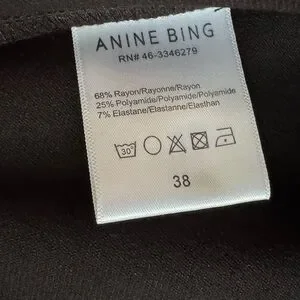 ANINE BING
RN# 46-3346279
68% Rayon/Rayonne/Rayon
25% Polyamide/Polyamide/Polyamide
7% Elastane/Elastanne/Elasthan
30°
38